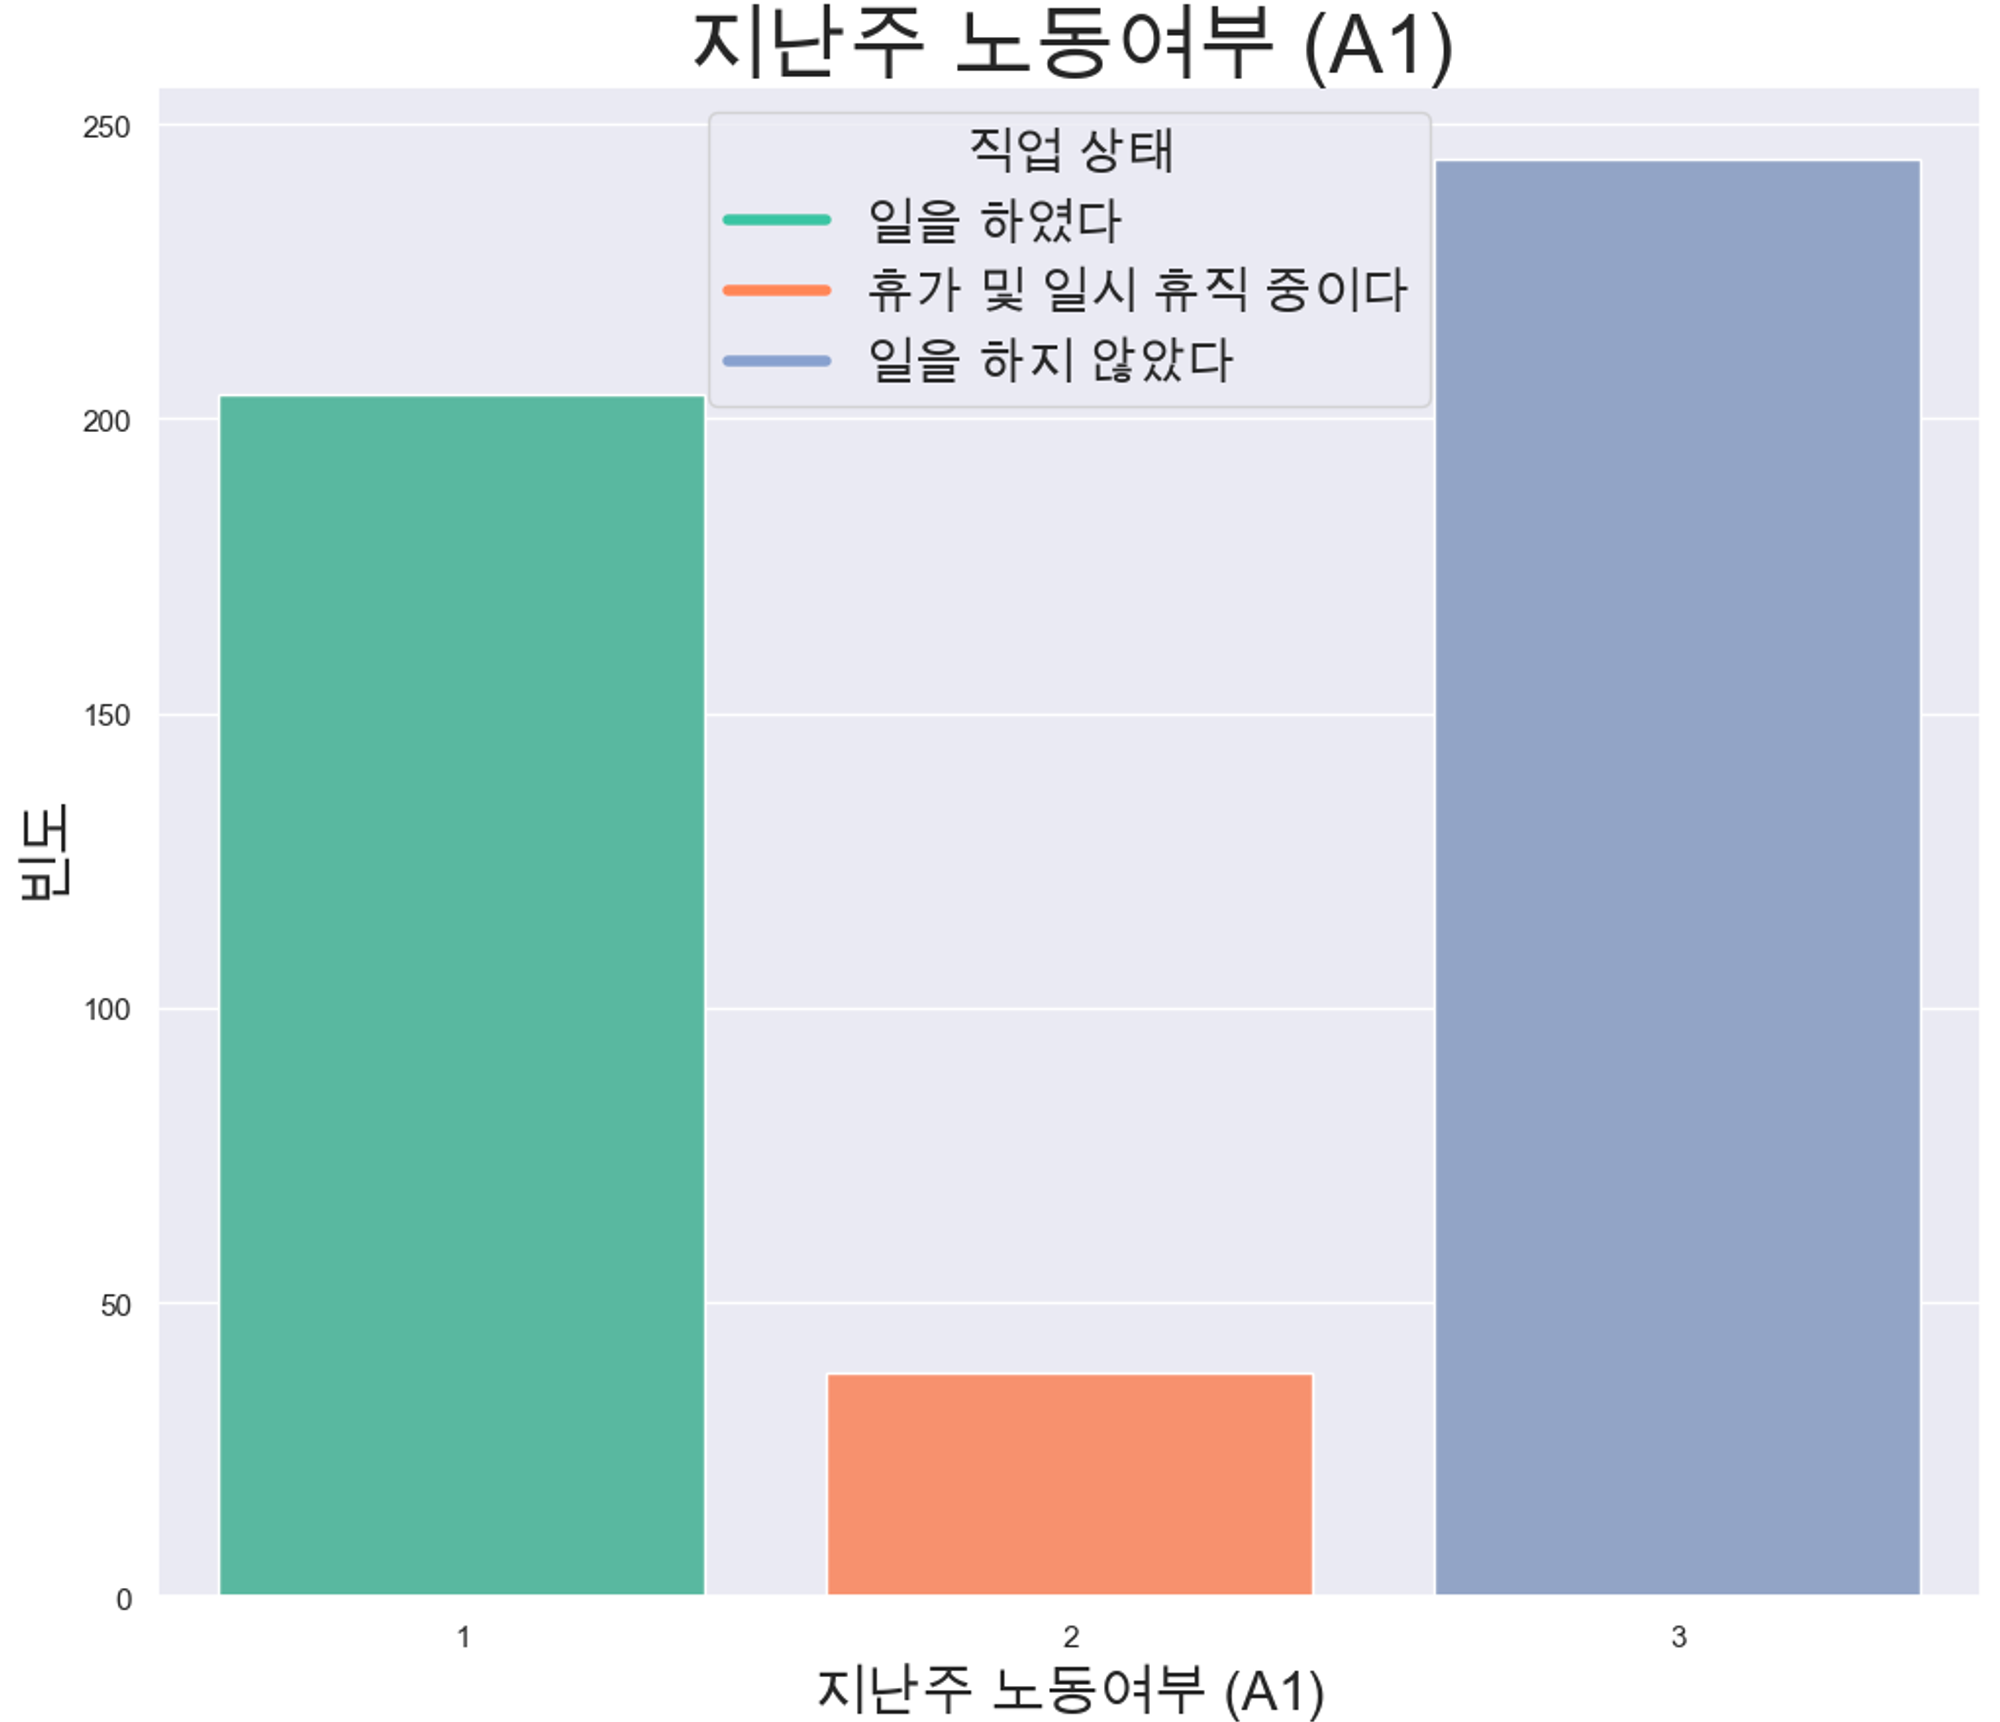 지난주 노동여부 (A1)
직업 상태
일을 하였다
휴가 및 일시 휴직 중이다
일을 하지 않았다
250
200
150
100
50
0
빈도
1 2 3
지난주 노동여부 (A1)